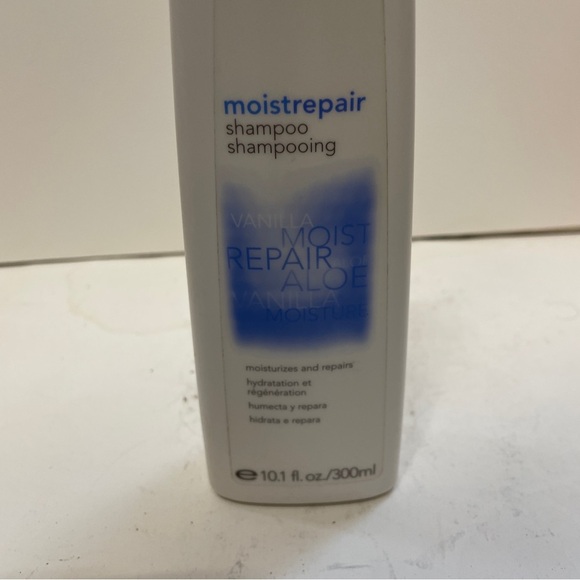 moistrepair
shampoo
shampooing
VANILLA
MOIST
REPAIR
ALOE
VANILLA
MOISTURE
moisturizes and repairs
hydratation et
régénération
humecta y repara
hidrata e repara
℮ 10.1 fl. oz./300ml